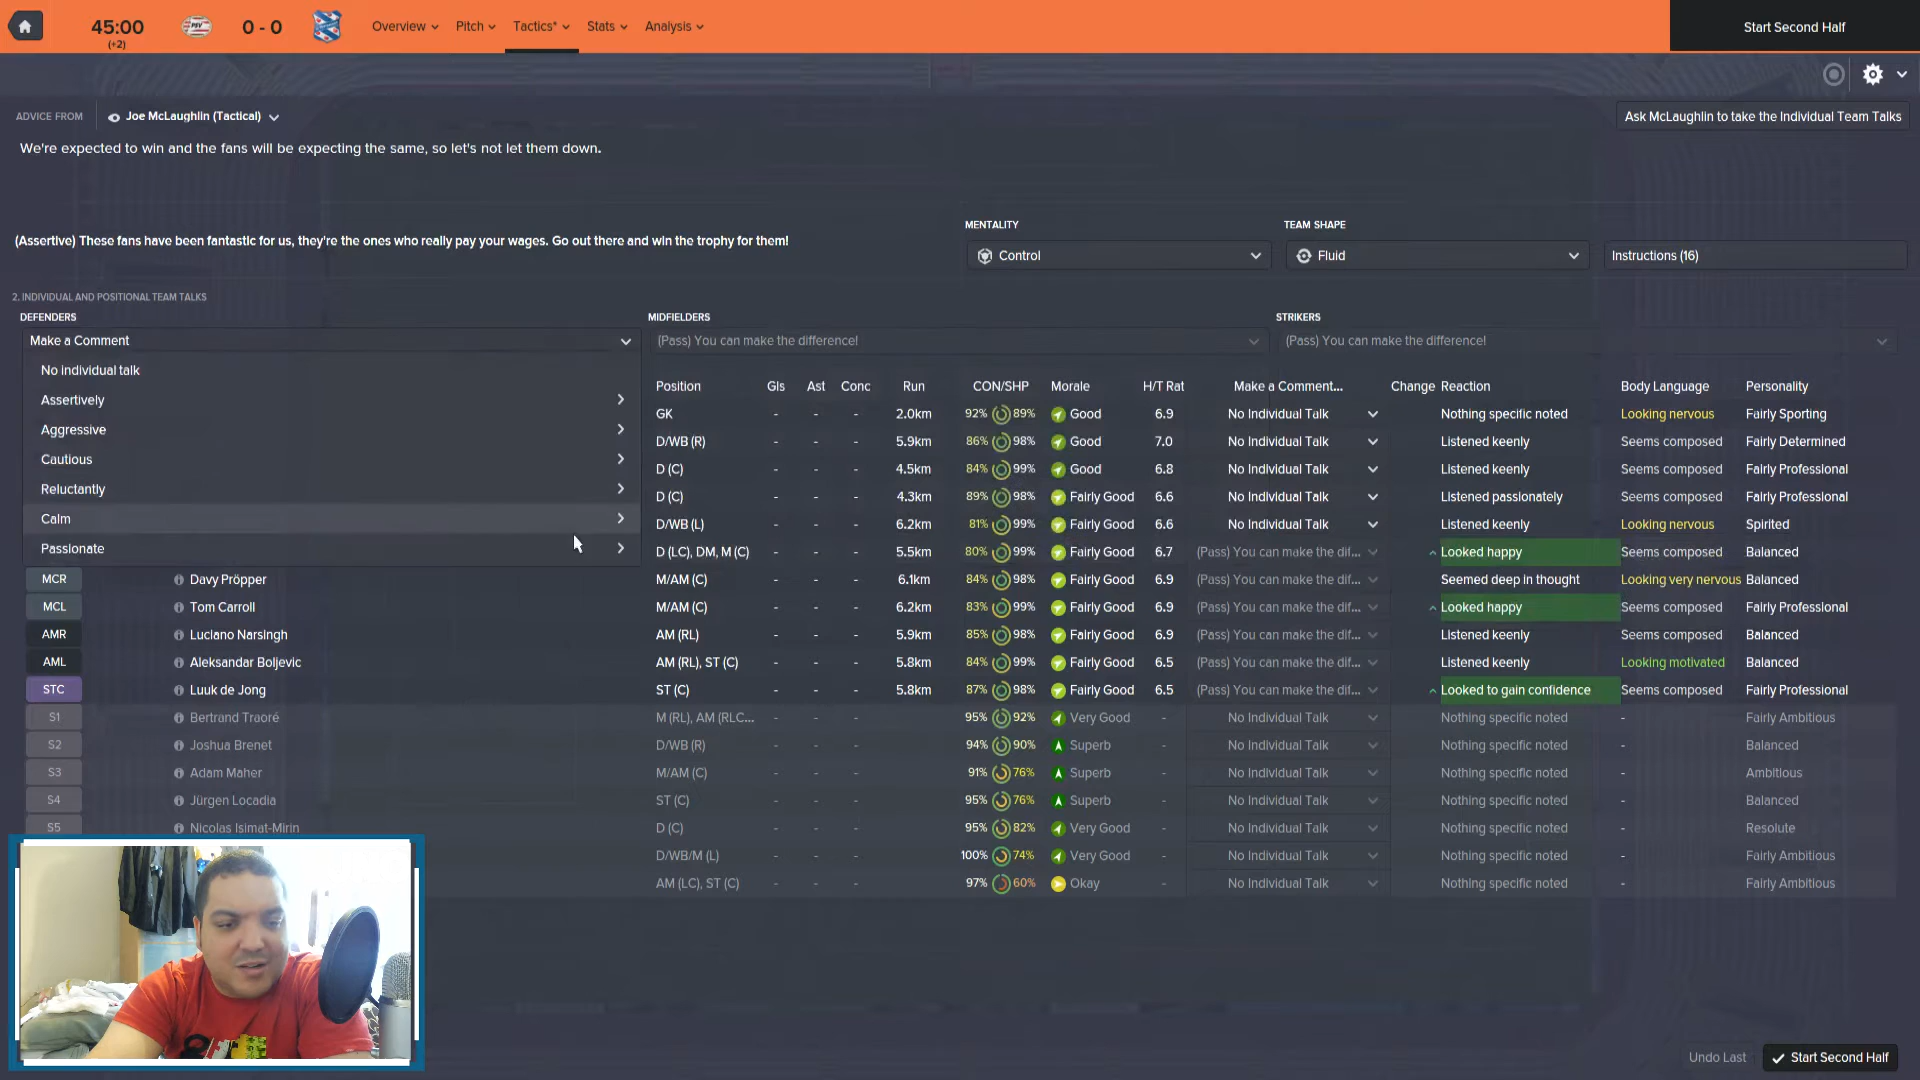 45:00 (+2) PSV 0 - 0 Overview Pitch Tactics* Stats Analysis Start Second Half
ADVICE FROM Joe McLaughlin (Tactical) Ask McLaughlin to take the Individual Team Talks
We're expected to win and the fans will be expecting the same, so let's not let them down.
MENTALITY TEAM SHAPE
(Assertive) These fans have been fantastic for us, they're the ones who really pay your wages. Go out there and win the trophy for them!
Control Fluid Instructions (16)
2. INDIVIDUAL AND POSITIONAL TEAM TALKS
DEFENDERS MIDFIELDERS STRIKERS
Make a Comment (Pass) You can make the difference! (Pass) You can make the difference!
No individual talk
Assertively
Aggressive
Cautious
Reluctantly
Calm
Passionate
Position Gls Ast Conc Run CON/SHP Morale H/T Rat Make a Comment... Change Reaction Body Language Personality
GK - - - 2.0km 92% 89% Good 6.9 No Individual Talk Nothing specific noted Looking nervous Fairly Sporting
D/WB (R) - - - 5.9km 86% 98% Good 7.0 No Individual Talk Listened keenly Seems composed Fairly Determined
D (C) - - - 4.5km 84% 99% Good 6.8 No Individual Talk Listened keenly Seems composed Fairly Professional
D (C) - - - 4.3km 89% 98% Fairly Good 6.6 No Individual Talk Listened passionately Seems composed Fairly Professional
D/WB (L) - - - 6.2km 81% 99% Fairly Good 6.6 No Individual Talk Listened keenly Looking nervous Spirited
D (LC), DM, M (C) - - - 5.5km 80% 99% Fairly Good 6.7 (Pass) You can make the dif... Looked happy Seems composed Balanced
MCR Davy Pröpper M/AM (C) - - - 6.1km 84% 98% Fairly Good 6.9 (Pass) You can make the dif... Seemed deep in thought Looking very nervous Balanced
MCL Tom Carroll M/AM (C) - - - 6.2km 83% 99% Fairly Good 6.9 (Pass) You can make the dif... Looked happy Seems composed Fairly Professional
AMR Luciano Narsingh AM (RL) - - - 5.9km 85% 98% Fairly Good 6.9 (Pass) You can make the dif... Listened keenly Seems composed Balanced
AML Aleksandar Boljevic AM (RL), ST (C) - - - 5.8km 84% 99% Fairly Good 6.5 (Pass) You can make the dif... Listened keenly Looking motivated Balanced
STC Luuk de Jong ST (C) - - - 5.8km 87% 98% Fairly Good 6.5 (Pass) You can make the dif... Looked to gain confidence Seems composed Fairly Professional
S1 Bertrand Traoré M (RL), AM (RLC... - - - 95% 92% Very Good - No Individual Talk Nothing specific noted - Fairly Ambitious
S2 Joshua Brenet D/WB (R) - - - 94% 90% Superb - No Individual Talk Nothing specific noted - Balanced
S3 Adam Maher M/AM (C) - - - 91% 76% Superb - No Individual Talk Nothing specific noted - Ambitious
S4 Jürgen Locadia ST (C) - - - 95% 76% Superb - No Individual Talk Nothing specific noted - Balanced
S5 Nicolas Isimat-Mirin D (C) - - - 95% 82% Very Good - No Individual Talk Nothing specific noted - Resolute
D/WB/M (L) - - - 100% 74% Very Good - No Individual Talk Nothing specific noted - Fairly Ambitious
AM (LC), ST (C) - - - 97% 60% Okay - No Individual Talk Nothing specific noted - Fairly Ambitious
Undo Last Start Second Half